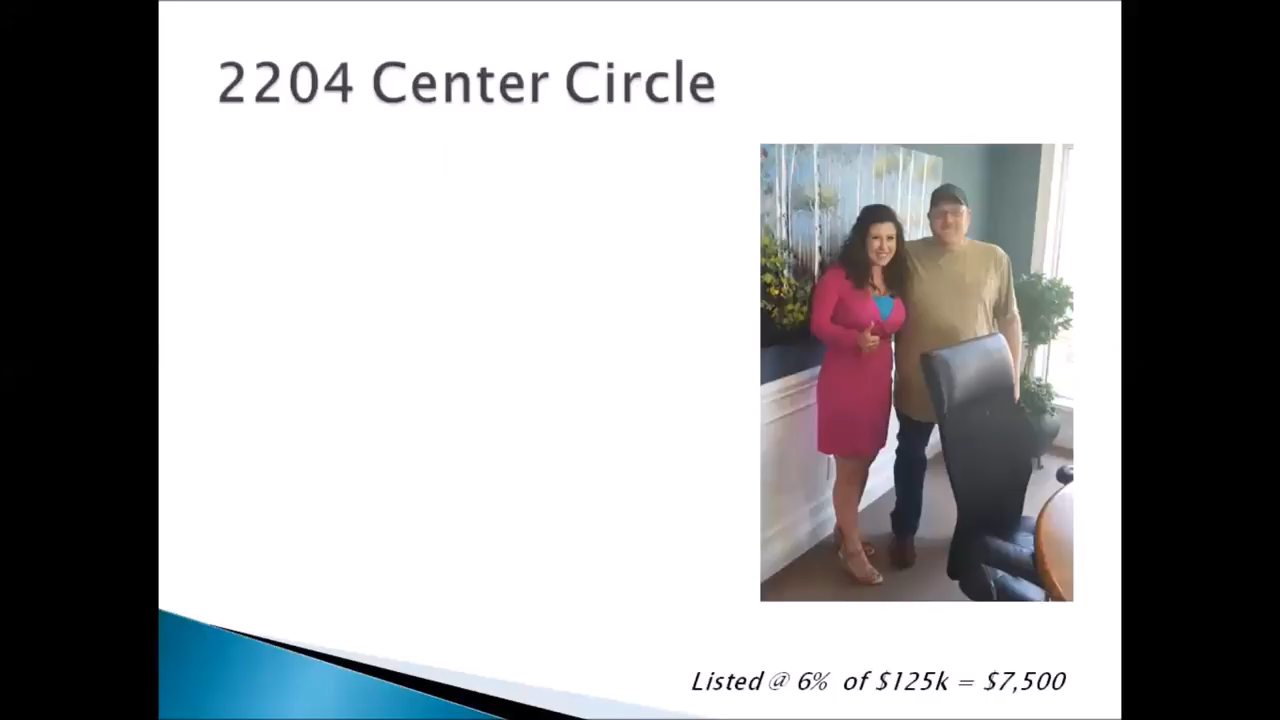 2204 Center Circle
Listed @ 6% of $125k = $7,500